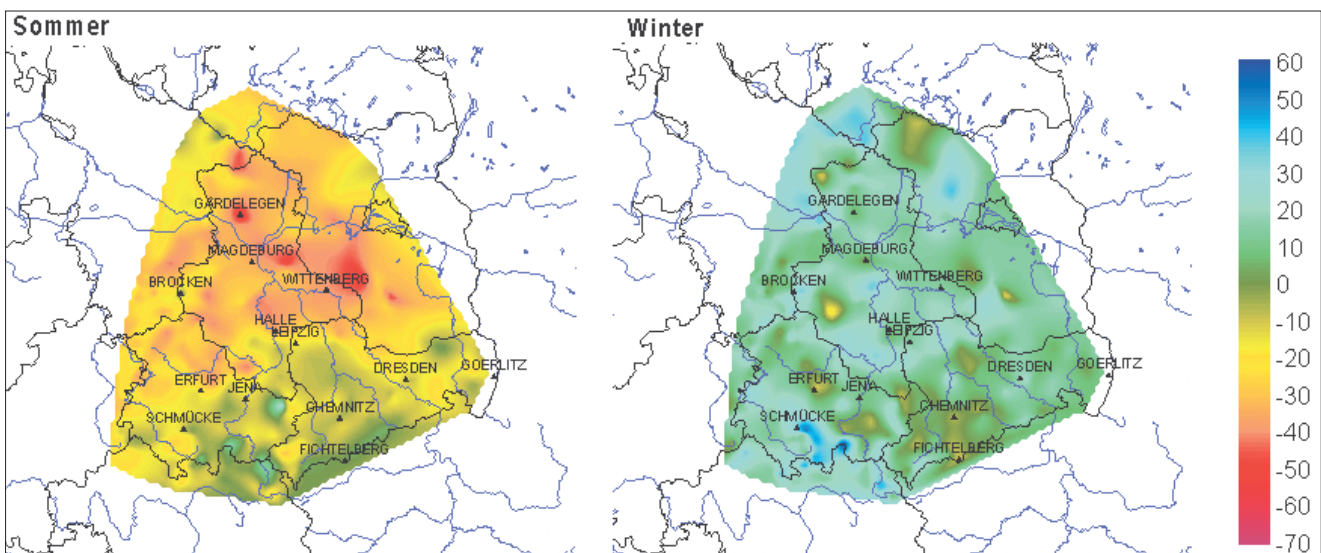 Sommer
GARDELEGEN
MAGDEBURG
WITTENBERG
BROCKEN
HALLE
LEIPZIG
DRESDEN
GOERLITZ
ERFURT
JENA
CHEMNITZ
SCHMÜCKE
FICHTELBERG
Winter
GARDELEGEN
MAGDEBURG
WITTENBERG
BROCKEN
HALLE
LEIPZIG
DRESDEN
GOERLITZ
ERFURT
JENA
CHEMNITZ
SCHMÜCKE
FICHTELBERG
60
50
40
30
20
10
0
-10
-20
-30
-40
-50
-60
-70